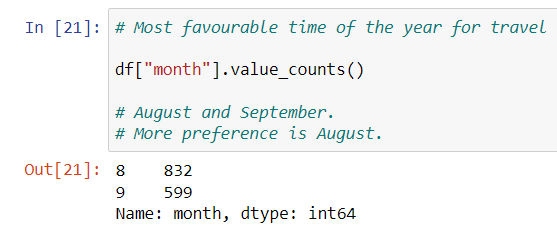 In [21]: # Most favourable time of the year for travel
df["month"].value_counts()
# August and September.
# More preference is August.
Out[21]: 8    832
9    599
Name: month, dtype: int64